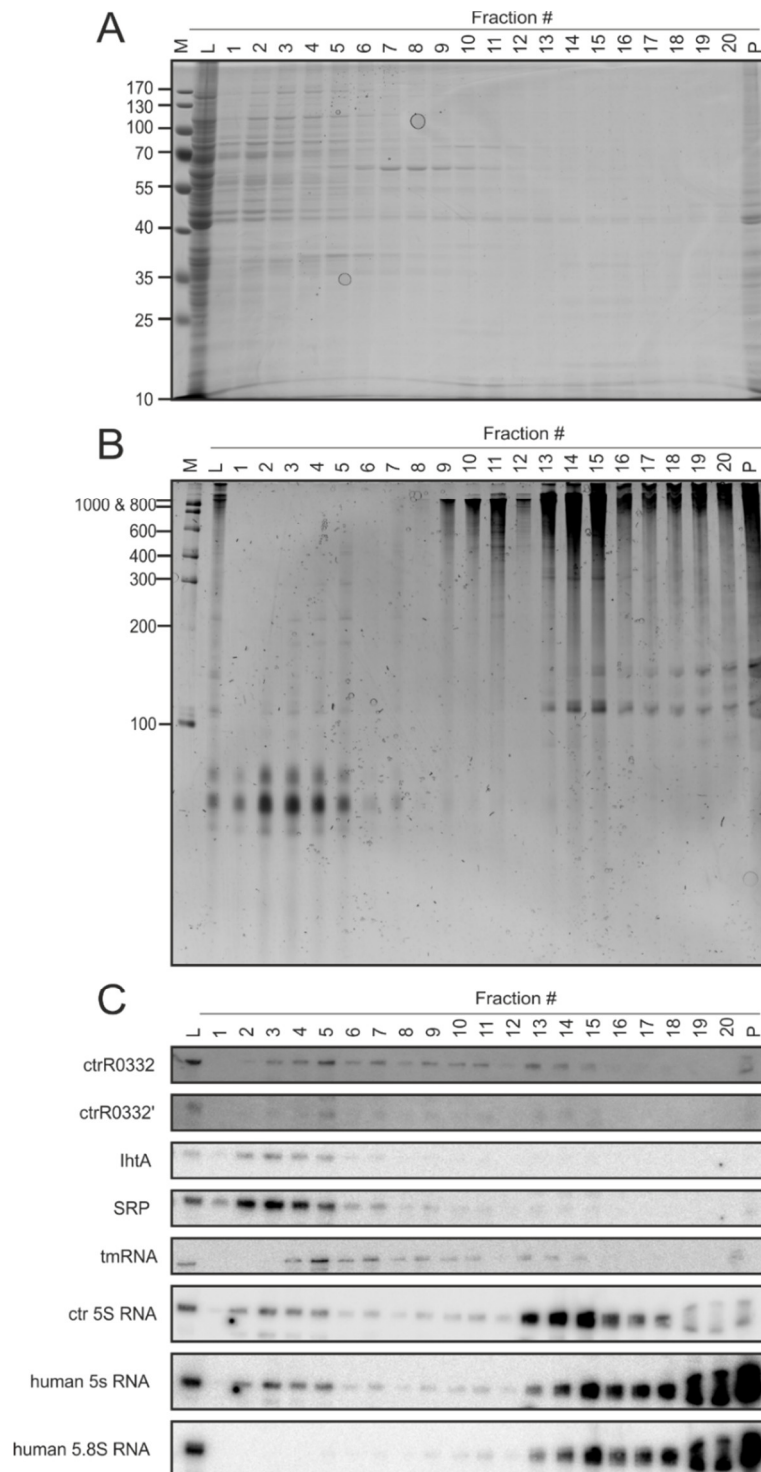 A
Fraction #
M L 1 2 3 4 5 6 7 8 9 10 11 12 13 14 15 16 17 18 19 20 P
170
130
100
70
55
40
35
25
10
B
Fraction #
M L 1 2 3 4 5 6 7 8 9 10 11 12 13 14 15 16 17 18 19 20 P
1000 & 800
600
400
300
200
100
C
Fraction #
L 1 2 3 4 5 6 7 8 9 10 11 12 13 14 15 16 17 18 19 20 P
ctrR0332
ctrR0332'
IhtA
SRP
tmRNA
ctr 5S RNA
human 5s RNA
human 5.8S RNA